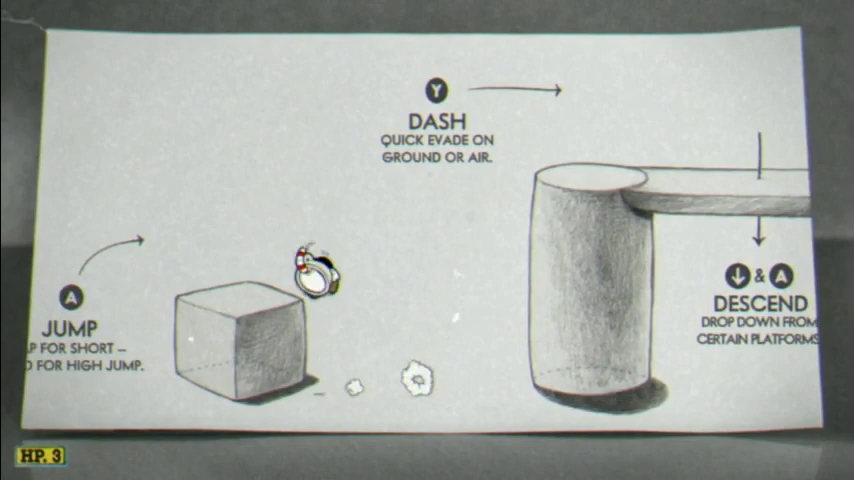 Y
DASH
QUICK EVADE ON
GROUND OR AIR.
A
JUMP
P FOR SHORT –
D FOR HIGH JUMP.
& A
DESCEND
DROP DOWN FROM
CERTAIN PLATFORMS
HP. 3